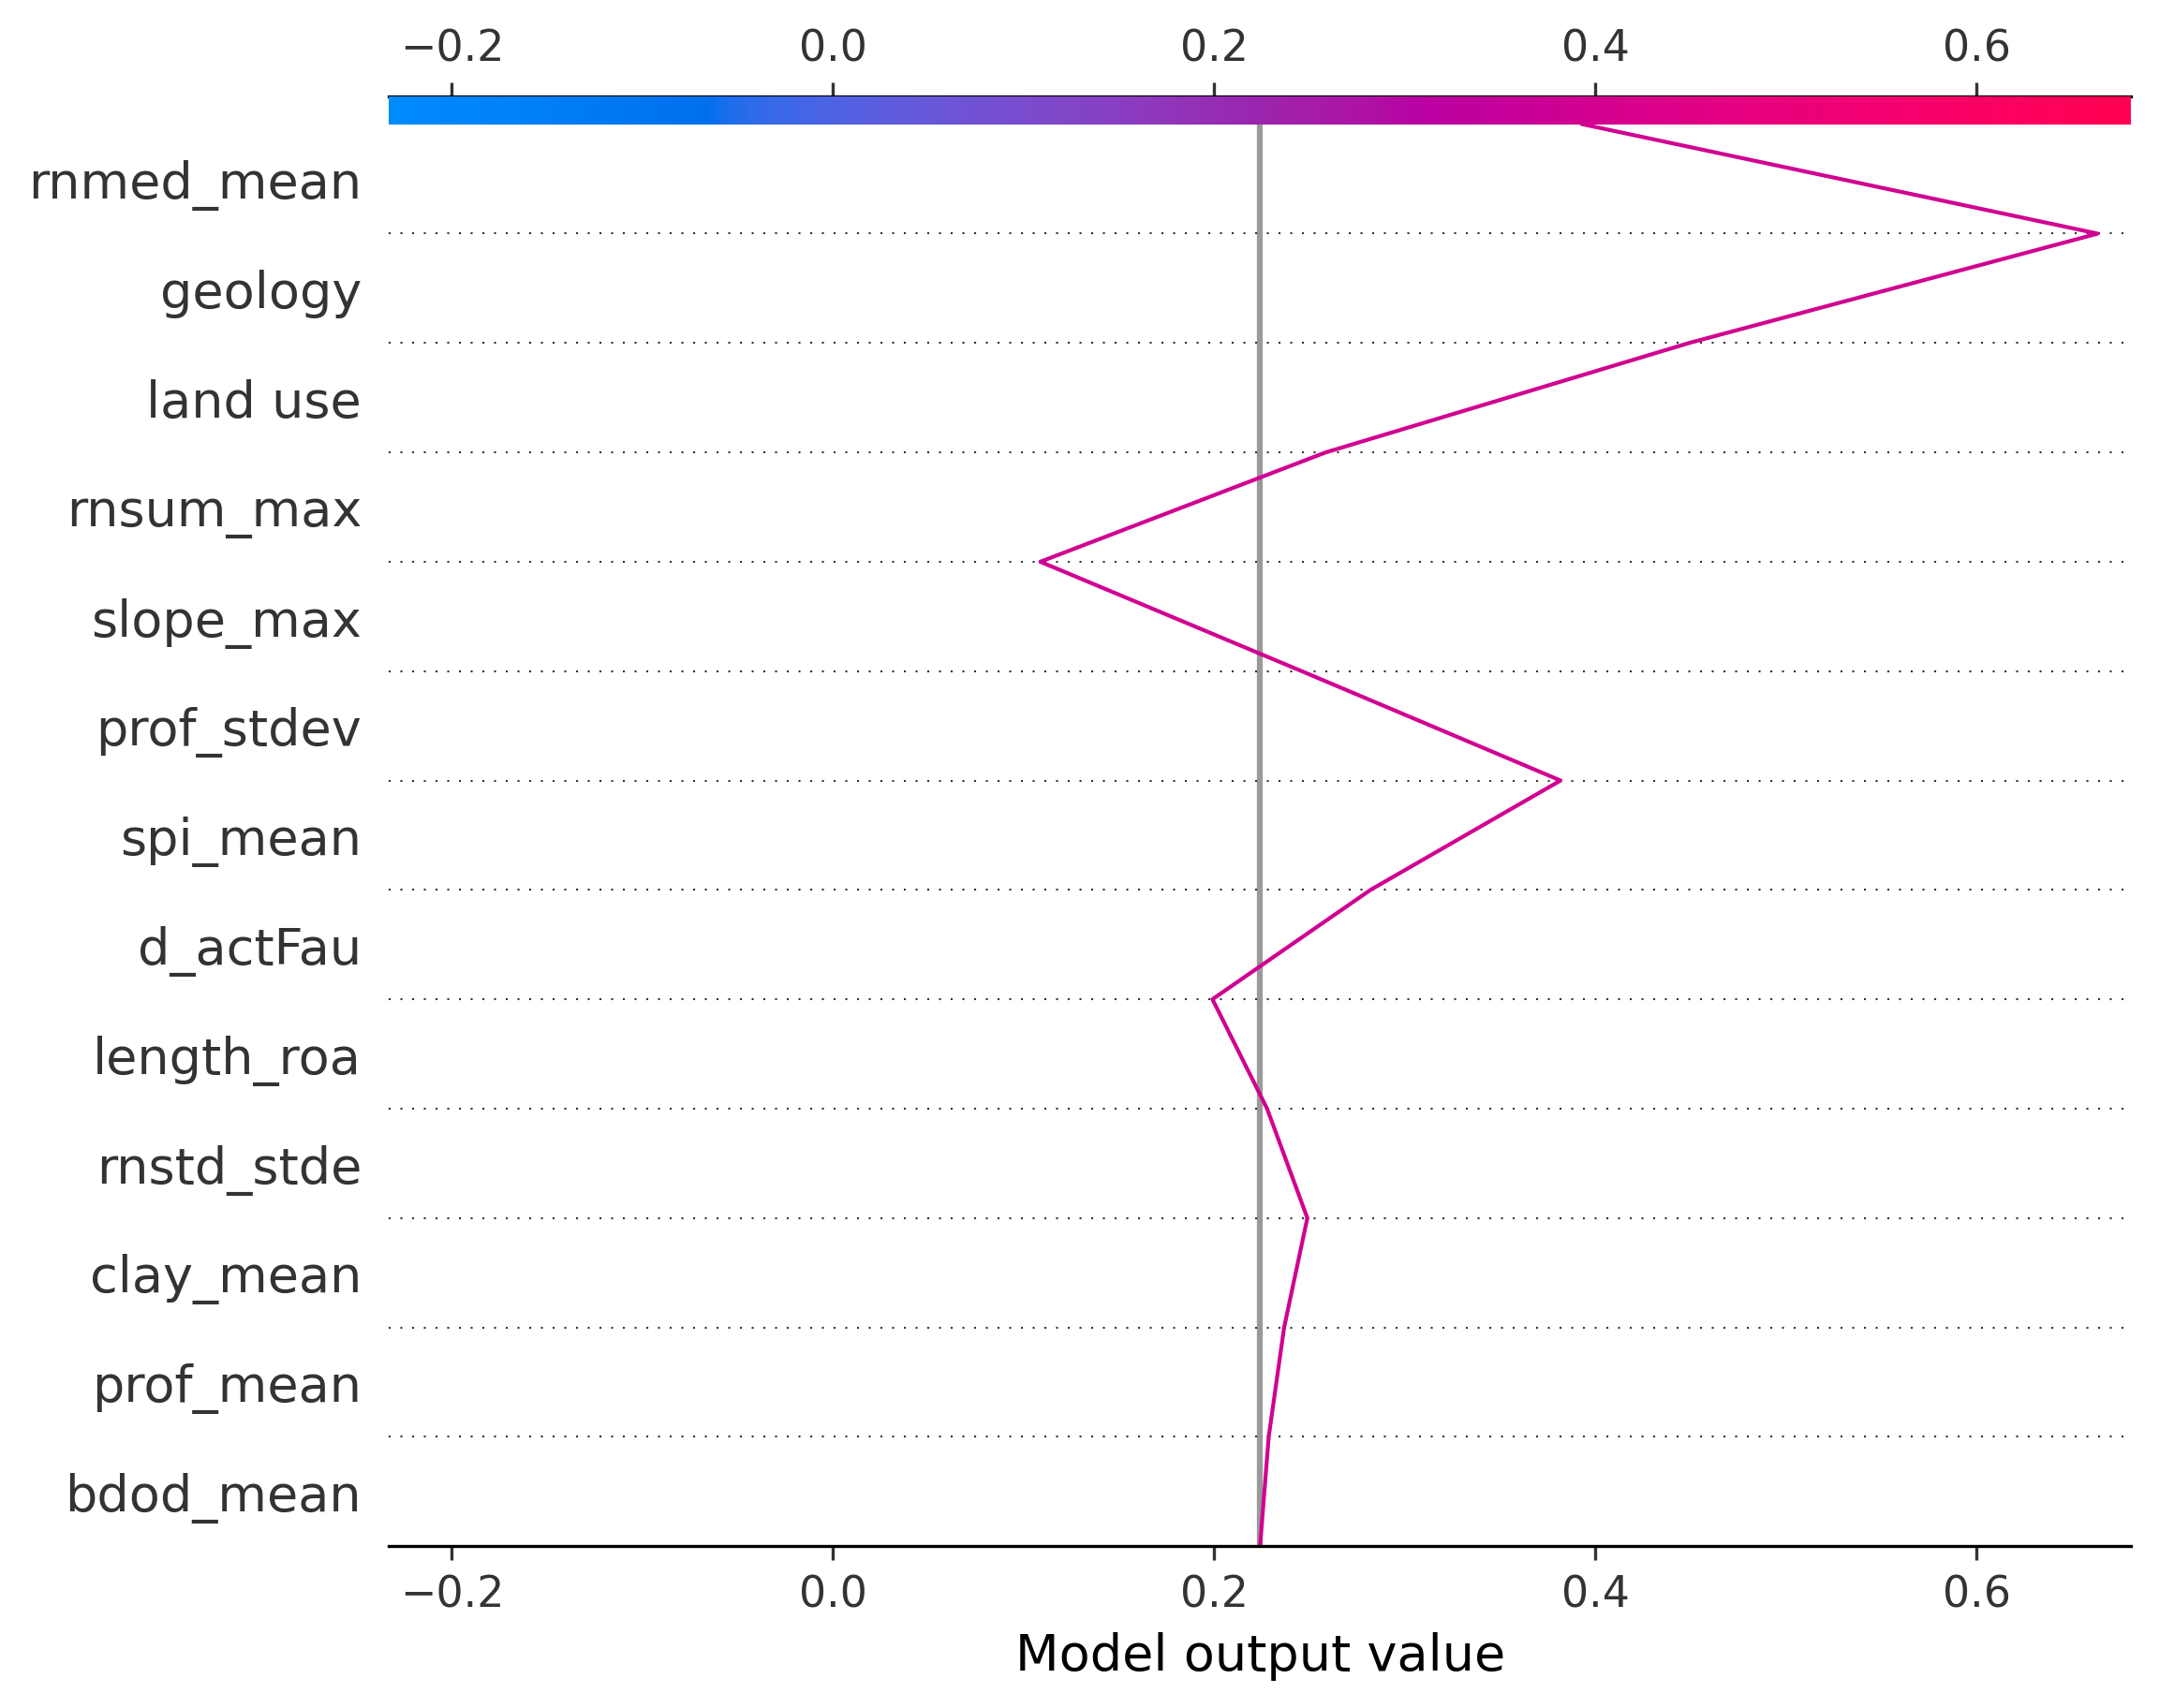 −0.2 0.0 0.2 0.4 0.6
rnmed_mean
geology
land use
rnsum_max
slope_max
prof_stdev
spi_mean
d_actFau
length_roa
rnstd_stde
clay_mean
prof_mean
bdod_mean
−0.2 0.0 0.2 0.4 0.6
Model output value